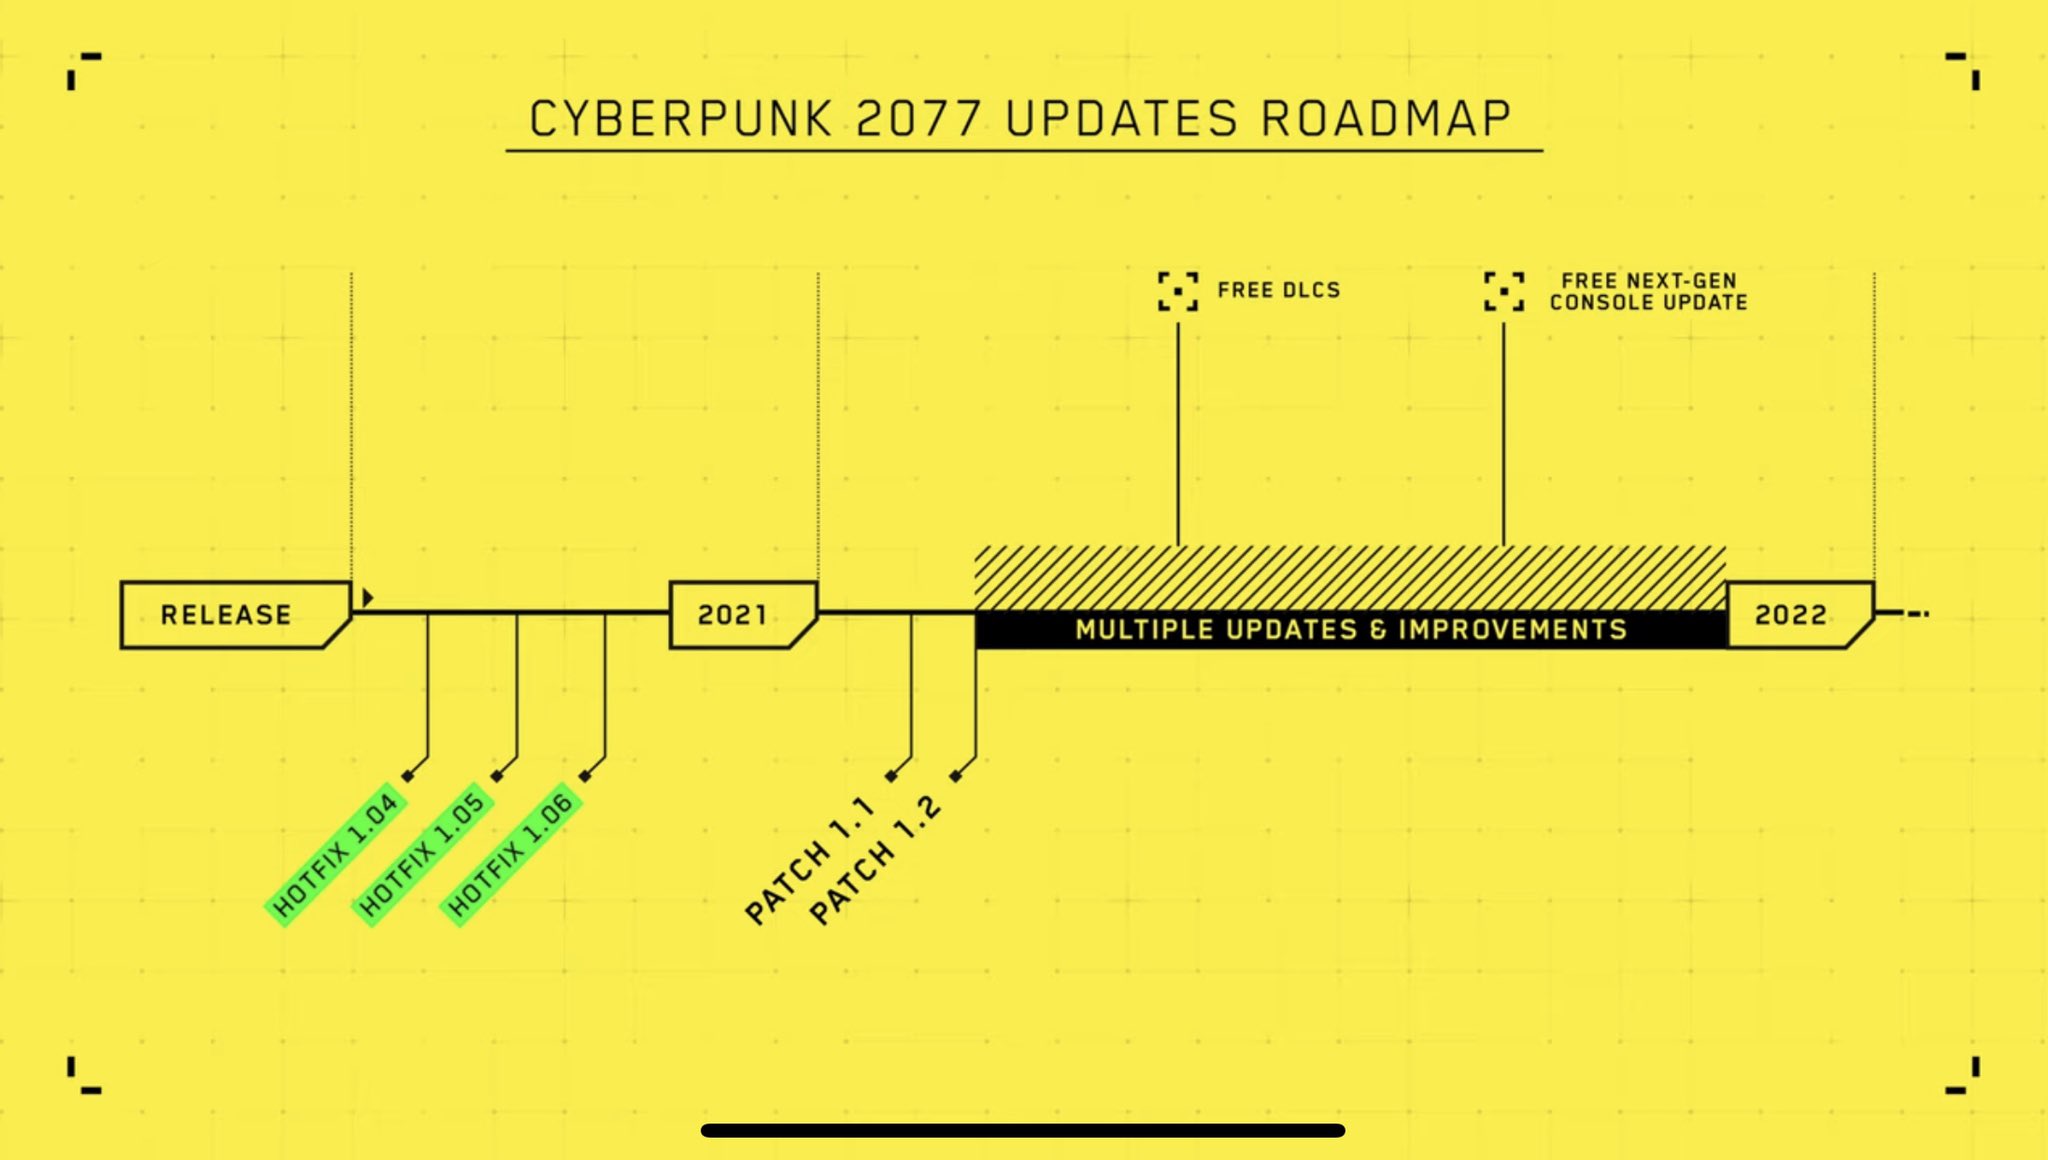 CYBERPUNK 2077 UPDATES ROADMAP
FREE DLCS
FREE NEXT-GEN
CONSOLE UPDATE
RELEASE
2021
MULTIPLE UPDATES & IMPROVEMENTS
2022
HOTFIX 1.04
HOTFIX 1.05
HOTFIX 1.06
PATCH 1.1
PATCH 1.2